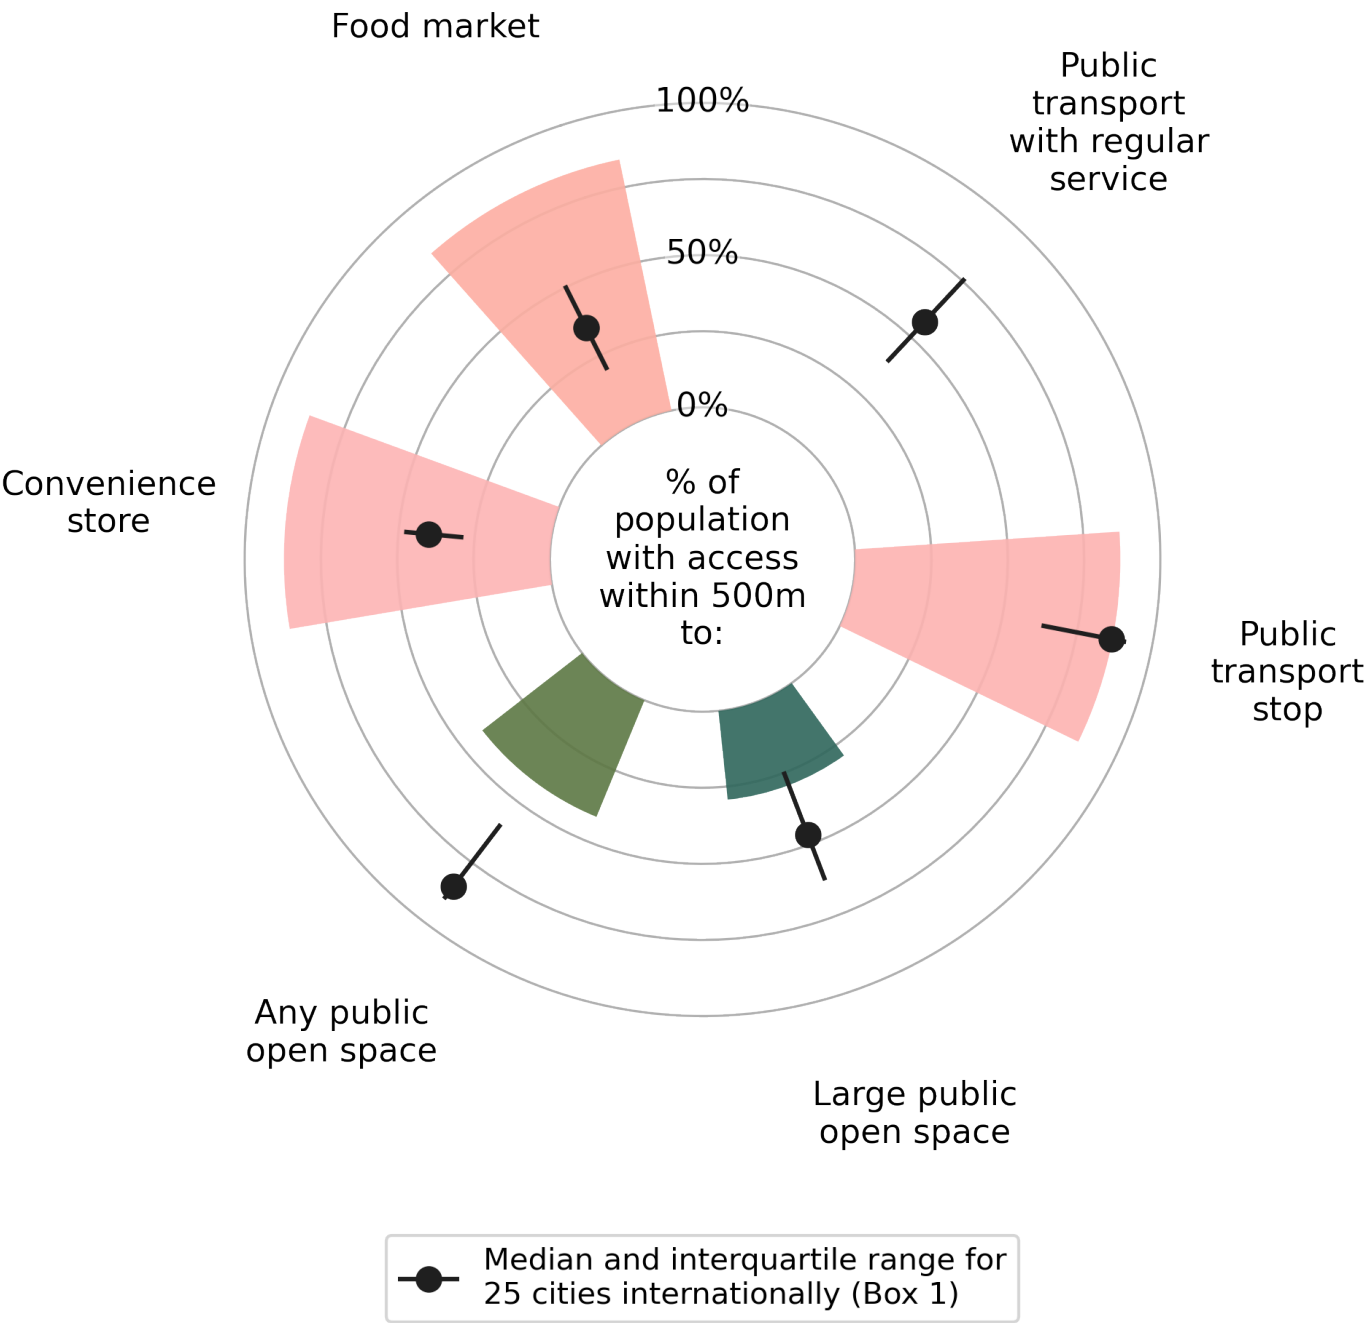 Food market
Public
transport
with regular
service
100%
50%
0%
% of
population
with access
within 500m
to:
Convenience
store
Public
transport
stop
Any public
open space
Large public
open space
Median and interquartile range for
25 cities internationally (Box 1)